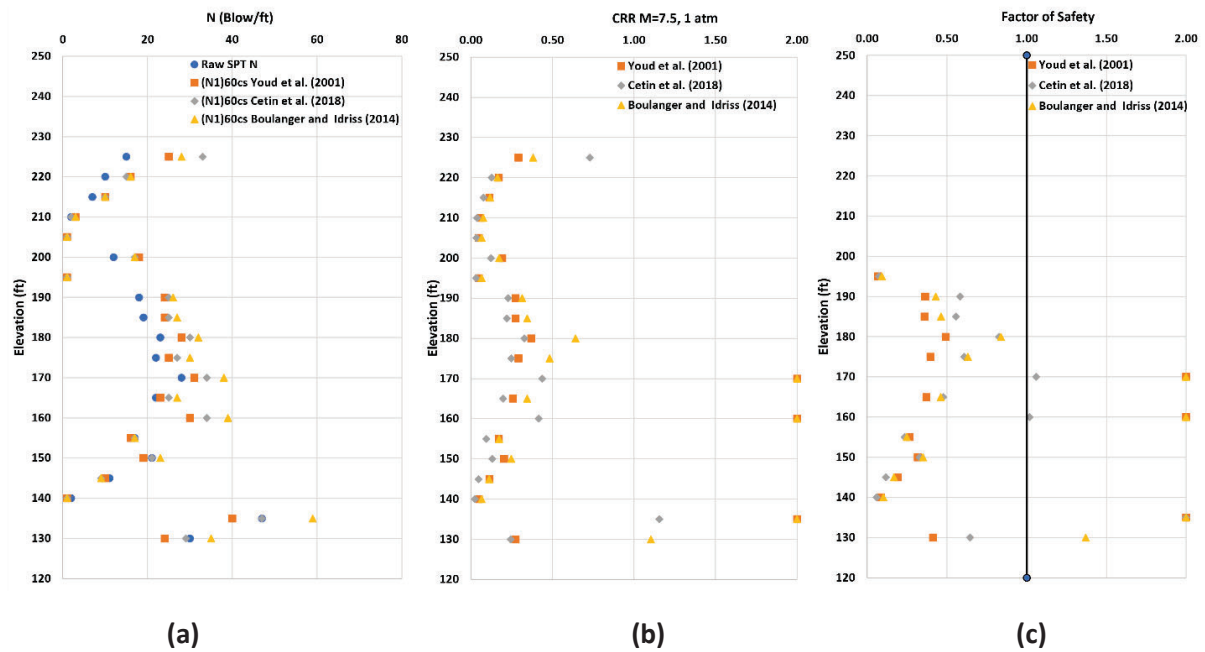 N (Blow/ft)
0 20 40 60 80
250
240
230
220
210
200
190
180
170
160
150
140
130
120
Elevation (ft)
Raw SPT N
(N1)60cs Youd et al. (2001)
(N1)60cs Cetin et al. (2018)
(N1)60cs Boulanger and Idriss (2014)
(a)
CRR M=7.5, 1 atm
0.00 0.50 1.00 1.50 2.00
250
240
230
220
210
200
190
180
170
160
150
140
130
120
Elevation (ft)
Youd et al. (2001)
Cetin et al. (2018)
Boulanger and Idriss (2014)
(b)
Factor of Safety
0.00 0.50 1.00 1.50 2.00
250
240
230
220
210
200
190
180
170
160
150
140
130
120
Elevation (ft)
Youd et al. (2001)
Cetin et al. (2018)
Boulanger and Idriss (2014)
(c)